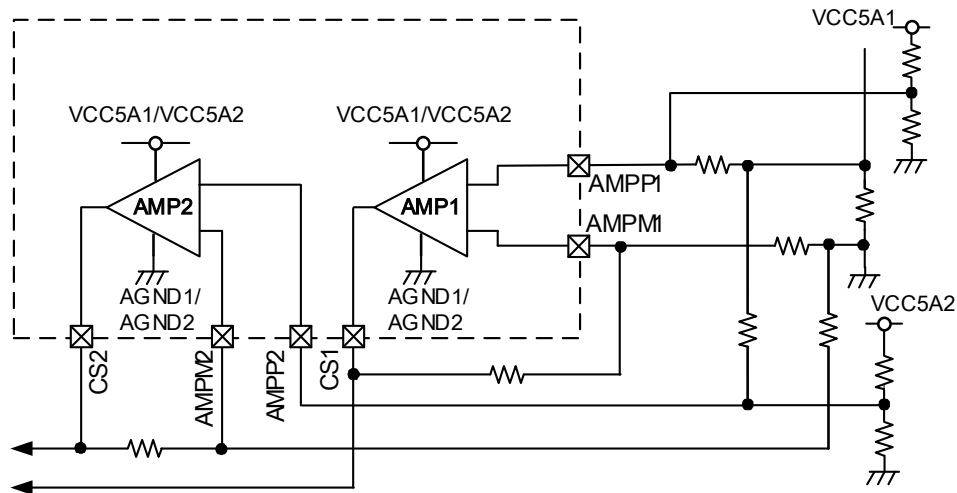 VCC5A1
VCC5A1/VCC5A2
VCC5A1/VCC5A2
AMPP1
AMP2
AMP1
AMPM1
AGND1/
AGND2
AGND1/
AGND2
VCC5A2
CS2
AMPM2
AMPP2
CS1